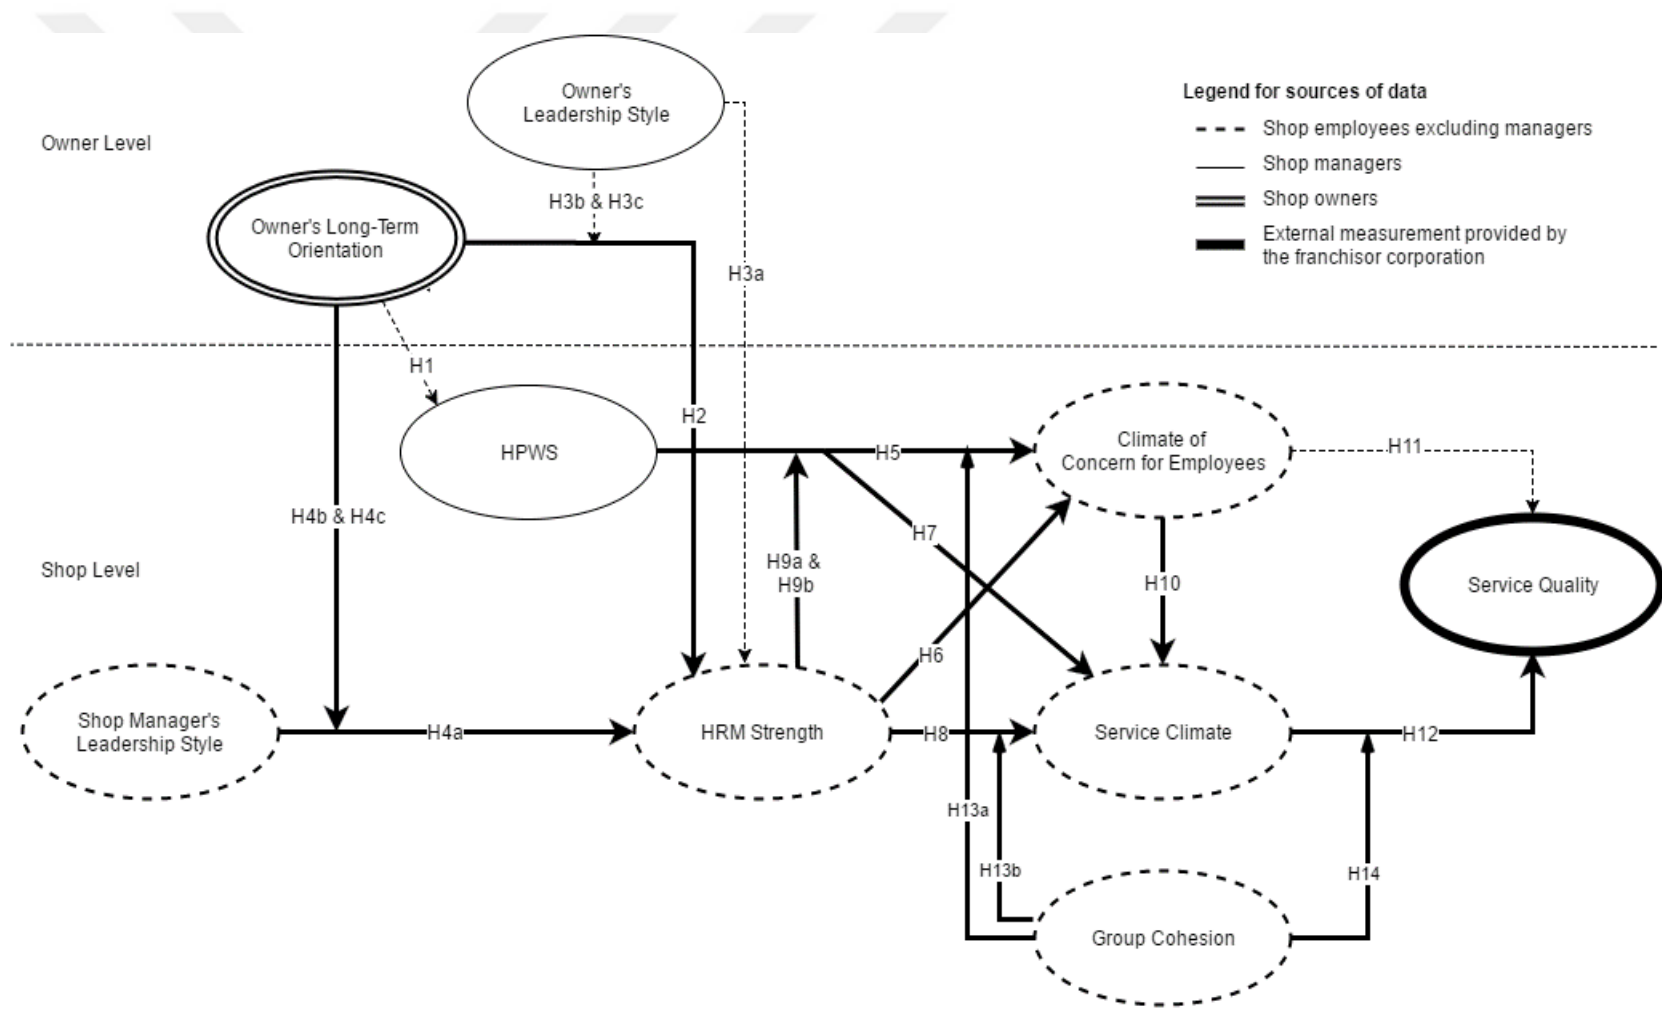 Owner's
Leadership Style
Legend for sources of data
Shop employees excluding managers
Shop managers
Shop owners
External measurement provided by
the franchisor corporation
Owner Level
H3b & H3c
Owner's Long-Term
Orientation
H3a
H1
H2
HPWS
H5
Climate of
Concern for Employees
H11
H4b & H4c
H7
H9a &
H9b
H10
Service Quality
Shop Level
H6
Shop Manager's
Leadership Style
H4a
HRM Strength
H8
Service Climate
H12
H13a
H13b
H14
Group Cohesion